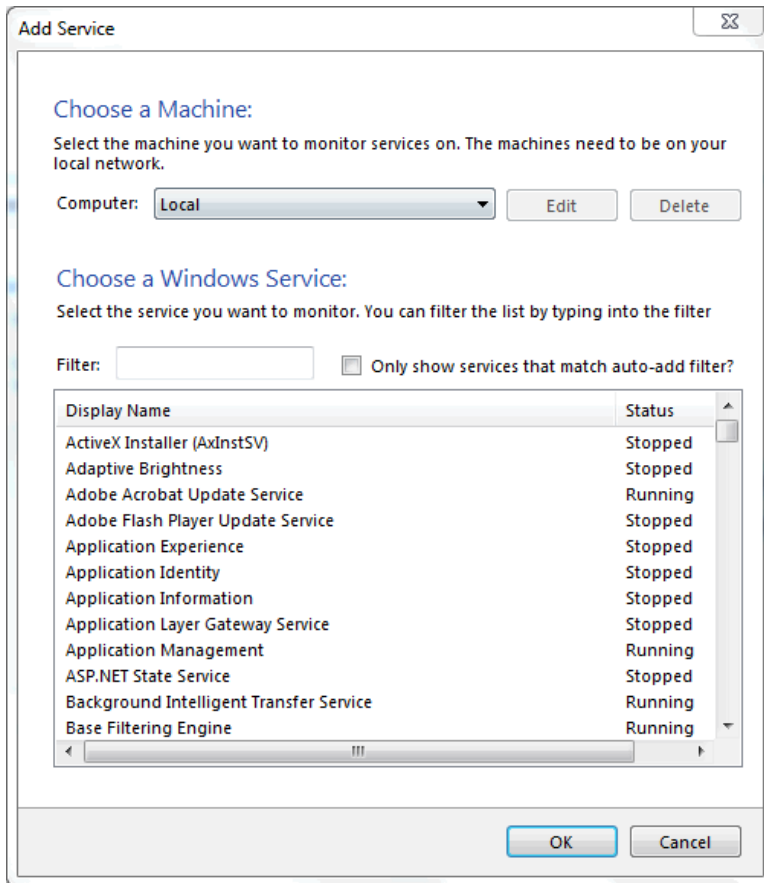 Add Service
Choose a Machine:
Select the machine you want to monitor services on. The machines need to be on your
local network.
Computer: Local Edit Delete
Choose a Windows Service:
Select the service you want to monitor. You can filter the list by typing into the filter
Filter: Only show services that match auto-add filter?
Display Name Status
ActiveX Installer (AxInstSV) Stopped
Adaptive Brightness Stopped
Adobe Acrobat Update Service Running
Adobe Flash Player Update Service Stopped
Application Experience Stopped
Application Identity Stopped
Application Information Stopped
Application Layer Gateway Service Stopped
Application Management Running
ASP.NET State Service Stopped
Background Intelligent Transfer Service Running
Base Filtering Engine Running
OK Cancel